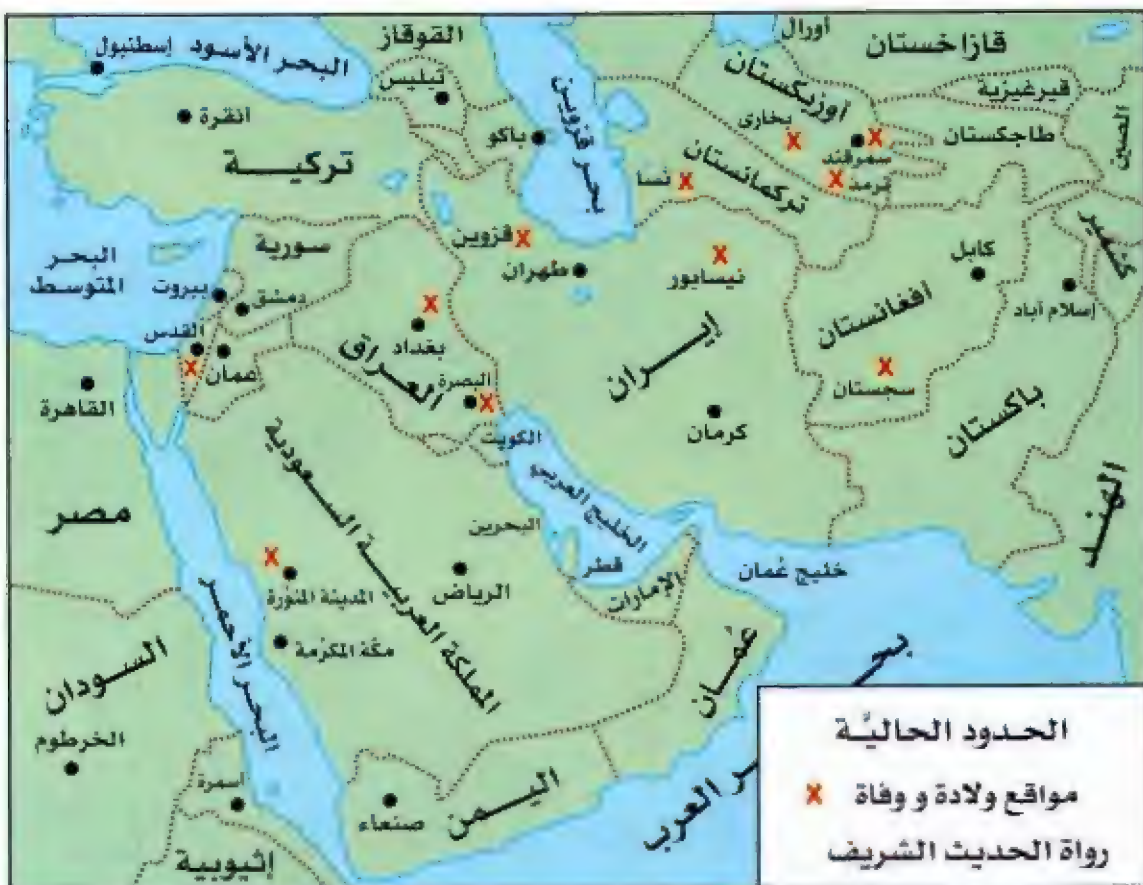 أورال
قازاخستان
القوقاز
البحر الأسود
إسطنبول
تيليس
أوزبكستان
قيرغيزية
الصين
أنقرة
باكو
بحر قزوين
بخارى
سمرقند
طاجكستان
تركية
نسا
تركمانستان
ترمذ
كشمير
سورية
قزوين
طهران
نيسابور
كابل
إسلام آباد
البحر
المتوسط
بيروت
دمشق
القدس
عمان
بغداد
العراق
إيران
أفغانستان
سجستان
باكستان
القاهرة
البصرة
الكويت
كرمان
الهند
مصر
المملكة العربية السعودية
الخليج العربي
البحرين
قطر
خليج عُمان
الإمارات
المدينة المنورة
الرياض
مكة المكرمة
البحر الأحمر
السودان
عُمان
بحر العرب
الخرطوم
أسمرة
صنعاء
اليمن
إثيوبية
الحدود الحاليَّة
مواقع ولادة و وفاة X
رواة الحديث الشريف